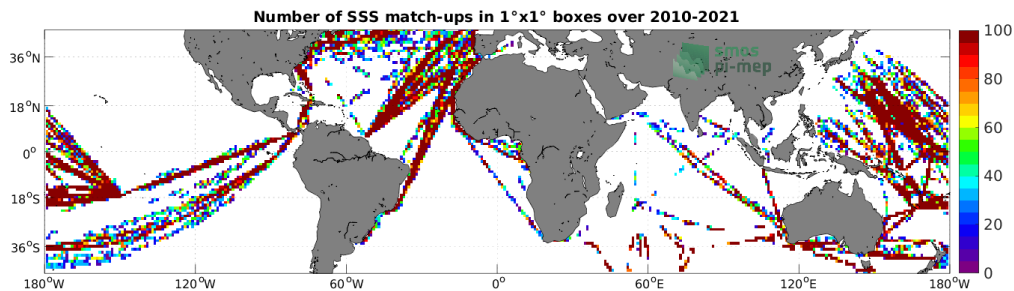 Number of SSS match-ups in 1°x1° boxes over 2010-2021
smos
pi-mep
36°N
18°N
0°
18°S
36°S
180°W
120°W
60°W
0°
60°E
120°E
180°W
100
80
60
40
20
0